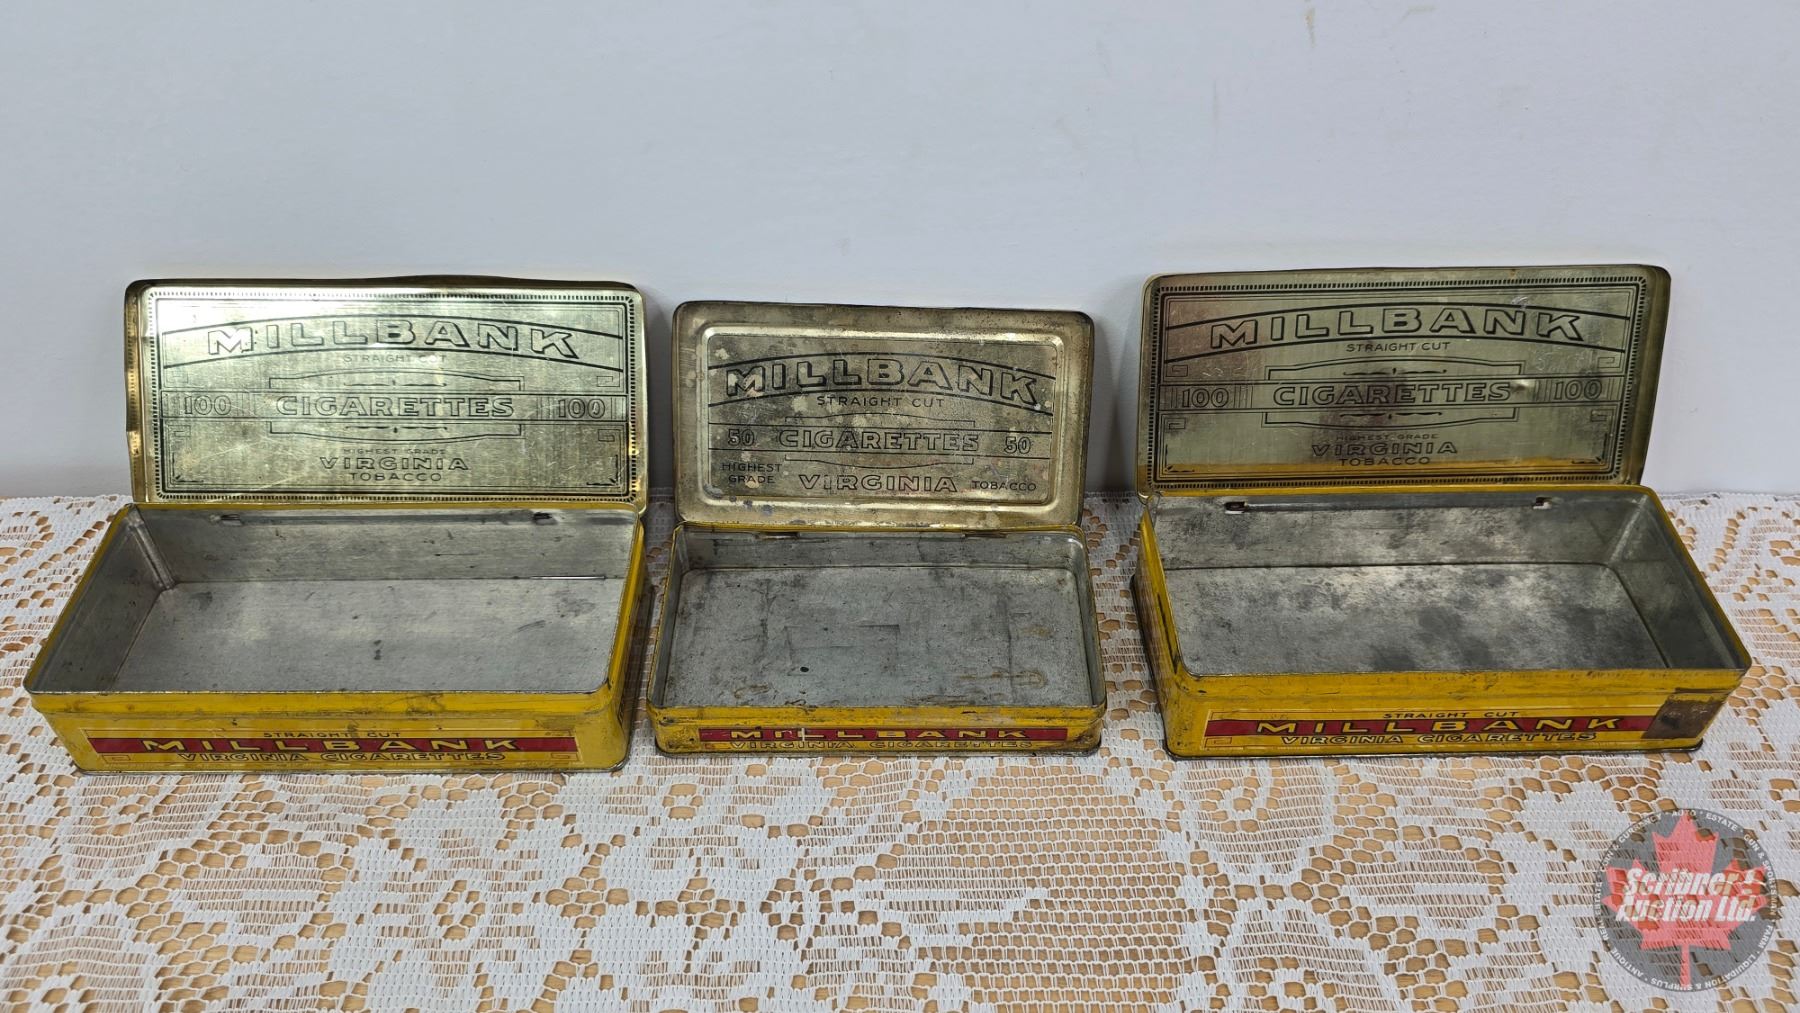 MILLBANK
STRAIGHT CUT
100 CIGARETTES 100
HIGHEST GRADE
VIRGINIA
TOBACCO
STRAIGHT CUT
MILLBANK
VIRGINIA CIGARETTES
MILLBANK
STRAIGHT CUT
50 CIGARETTES 50
HIGHEST GRADE VIRGINIA TOBACCO
MILLBANK
VIRGINIA CIGARETTES
MILLBANK
STRAIGHT CUT
100 CIGARETTES 100
HIGHEST GRADE
VIRGINIA
TOBACCO
STRAIGHT CUT
MILLBANK
VIRGINIA CIGARETTES
Scribner's
Auction Ltd.